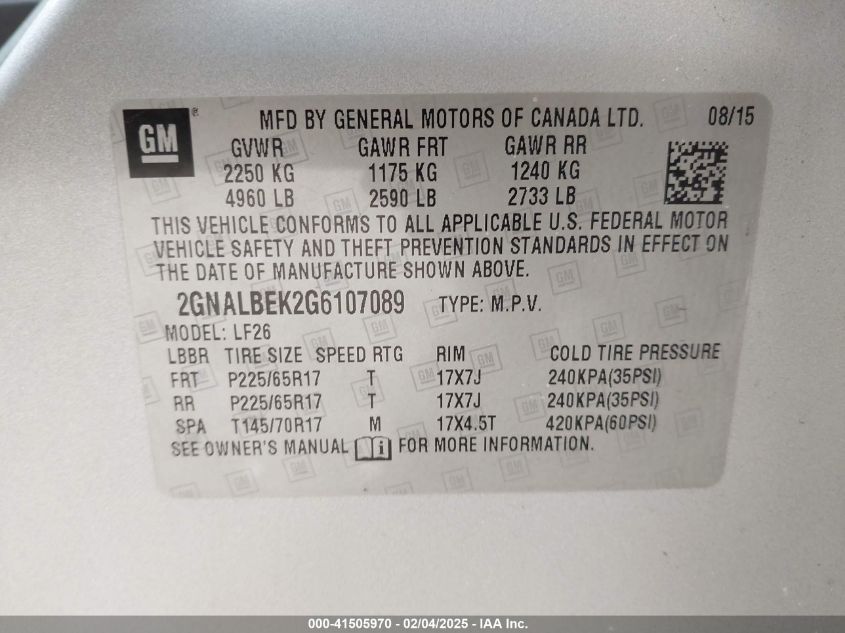 GM ® MFD BY GENERAL MOTORS OF CANADA LTD. 08/15
GVWR GAWR FRT GAWR RR
2250 KG 1175 KG 1240 KG
4960 LB 2590 LB 2733 LB
THIS VEHICLE CONFORMS TO ALL APPLICABLE U.S. FEDERAL MOTOR
VEHICLE SAFETY AND THEFT PREVENTION STANDARDS IN EFFECT ON
THE DATE OF MANUFACTURE SHOWN ABOVE.
2GNALBEK2G6107089 TYPE: M.P.V.
MODEL: LF26
LBBR TIRE SIZE SPEED RTG RIM COLD TIRE PRESSURE
FRT P225/65R17 T 17X7J 240KPA(35PSI)
RR P225/65R17 T 17X7J 240KPA(35PSI)
SPA T145/70R17 M 17X4.5T 420KPA(60PSI)
SEE OWNER'S MANUAL i FOR MORE INFORMATION.
000-41505970 - 02/04/2025 - IAA Inc.